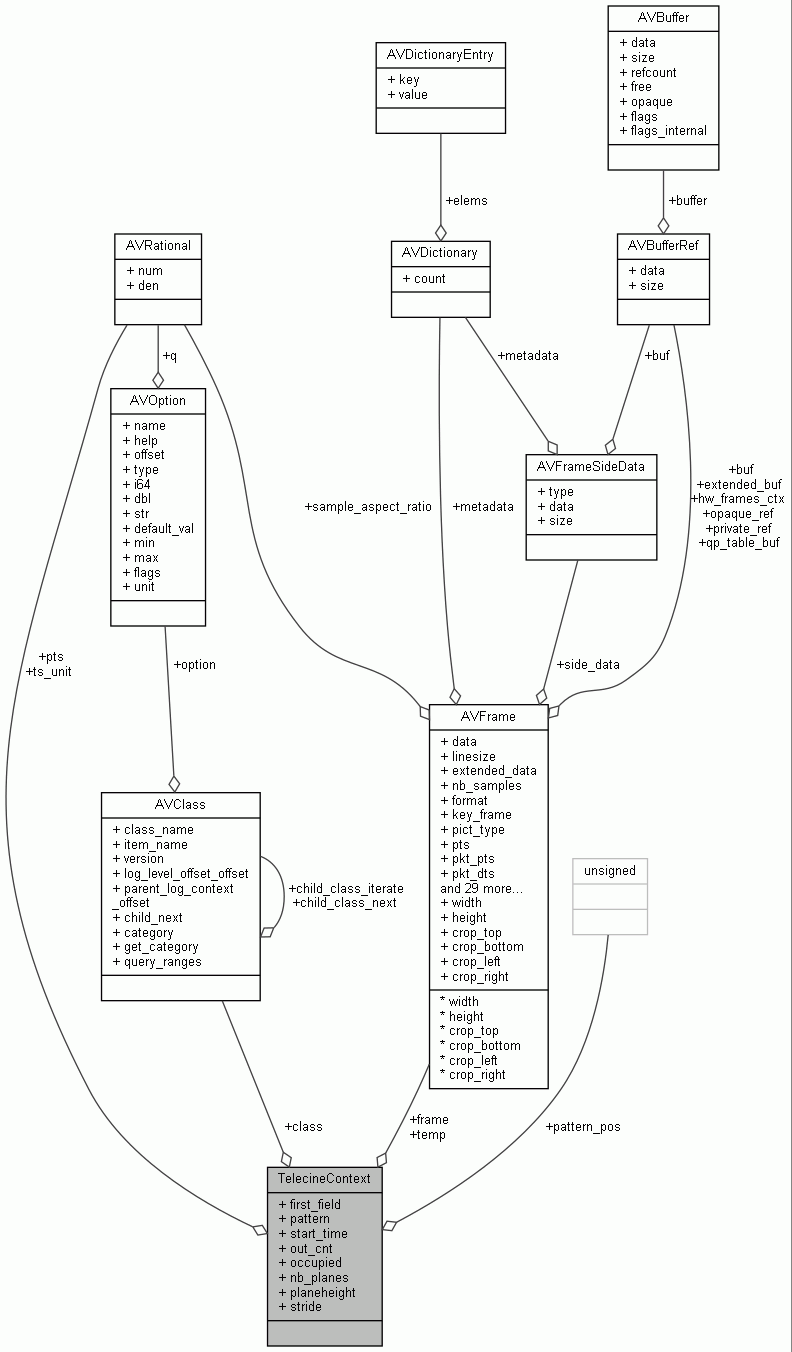 AVBuffer
+ data
+ size
+ refcount
+ free
+ opaque
+ flags
+ flags_internal
AVDictionaryEntry
+ key
+ value
+elems
+buffer
AVRational
+ num
+ den
AVDictionary
+ count
AVBufferRef
+ data
+ size
+q
+metadata
+buf
AVOption
+ name
+ help
+ offset
+ type
+ i64
+ dbl
+ str
+ default_val
+ min
+ max
+ flags
+ unit
AVFrameSideData
+ type
+ data
+ size
+sample_aspect_ratio
+metadata
+buf
+extended_buf
+hw_frames_ctx
+opaque_ref
+private_ref
+qp_table_buf
+pts
+ts_unit
+option
+side_data
AVFrame
+ data
+ linesize
+ extended_data
+ nb_samples
+ format
+ key_frame
+ pict_type
+ pts
+ pkt_pts
+ pkt_dts
and 29 more...
+ width
+ height
+ crop_top
+ crop_bottom
+ crop_left
+ crop_right
* width
* height
* crop_top
* crop_bottom
* crop_left
* crop_right
AVClass
+ class_name
+ item_name
+ version
+ log_level_offset_offset
+ parent_log_context
_offset
+ child_next
+ category
+ get_category
+ query_ranges
+child_class_iterate
+child_class_next
unsigned
+class
+frame
+temp
+pattern_pos
TelecineContext
+ first_field
+ pattern
+ start_time
+ out_cnt
+ occupied
+ nb_planes
+ planeheight
+ stride